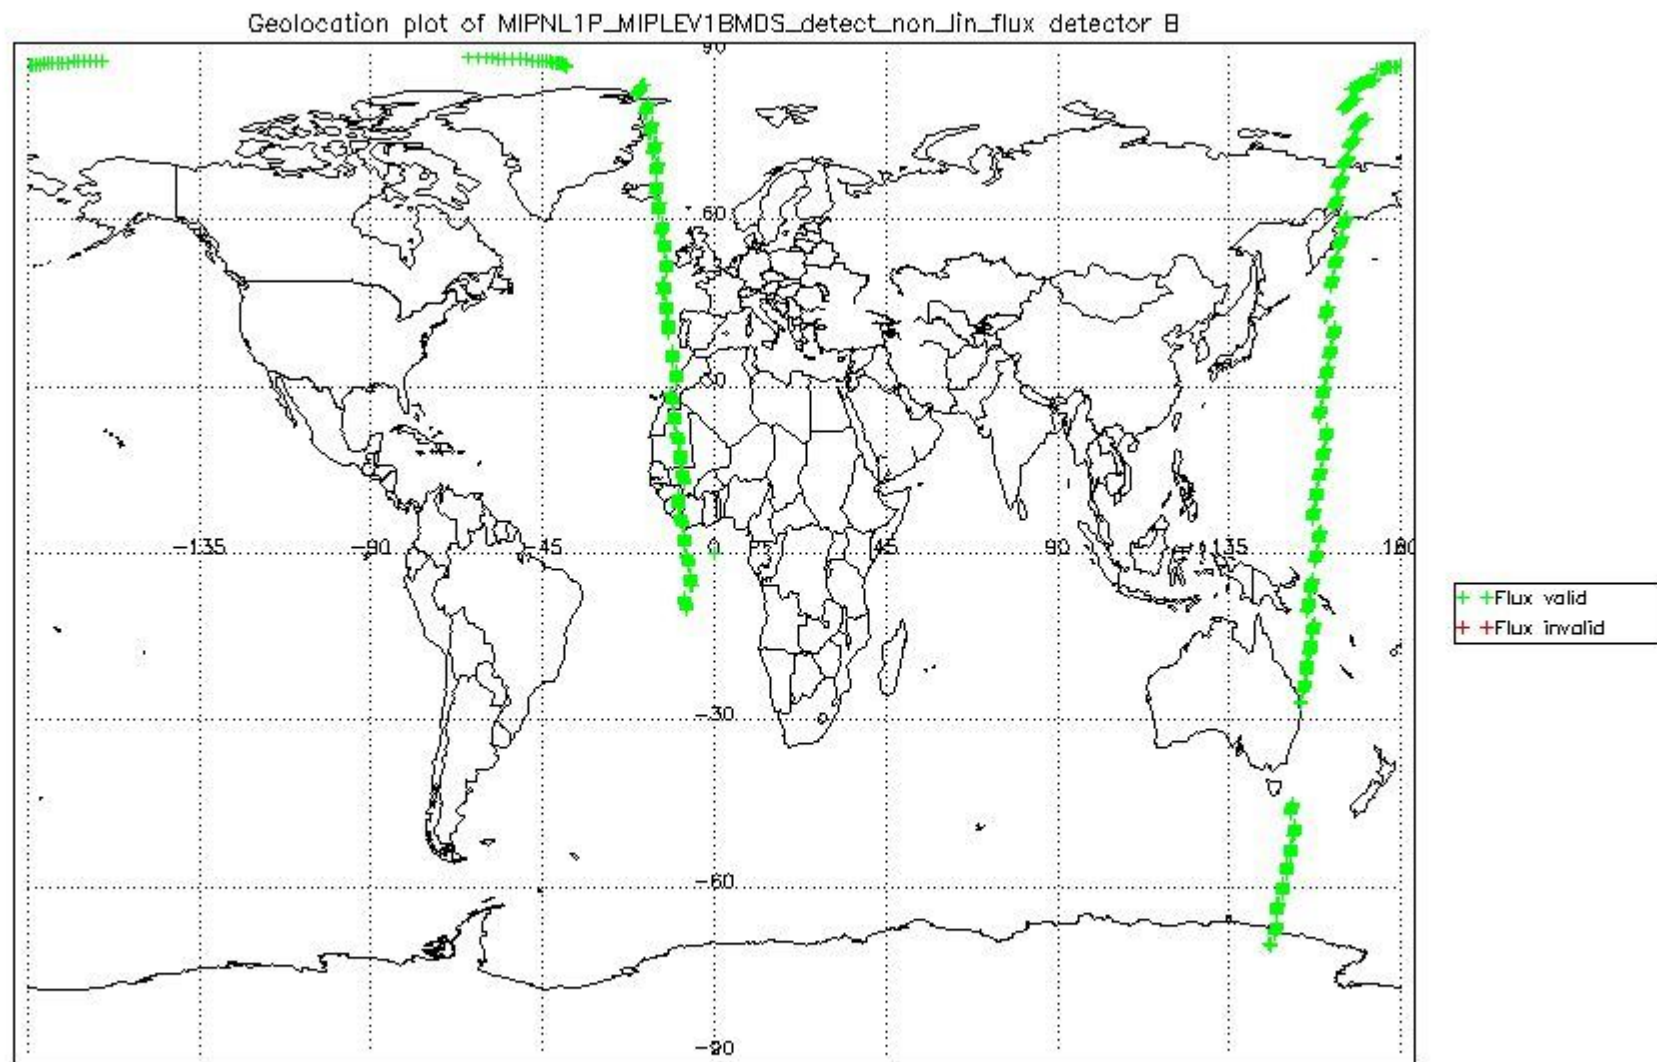 Geolocation plot of MIPNL1P_MIPLEV1BMDS_detect_non_lin_flux detector B
90
60
30
-135 -90 -45 0 45 90 135 180
-30
-60
-90
Flux valid
Flux invalid